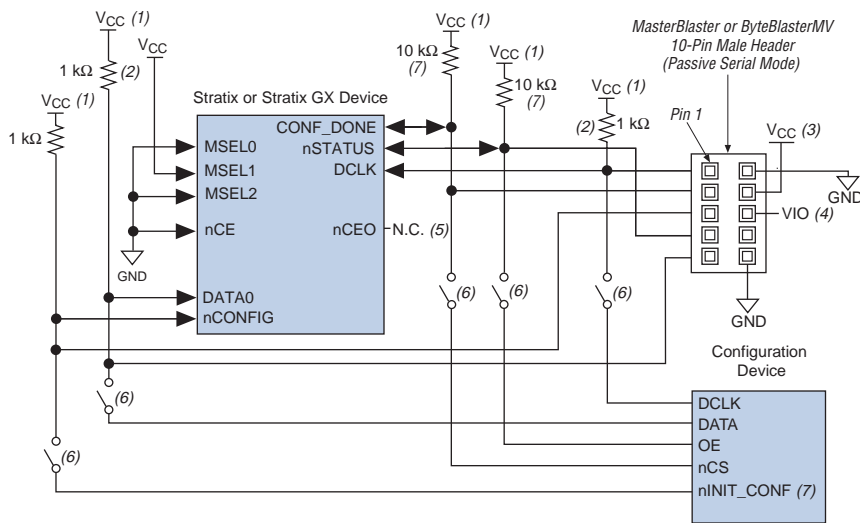 VCC (1)
VCC (1)
VCC
VCC (1)
VCC (1)
VCC (1)
1 kΩ
(2)
1 kΩ
10 kΩ
(7)
10 kΩ
(7)
(2)
1 kΩ
MasterBlaster or ByteBlasterMV
10-Pin Male Header
(Passive Serial Mode)
Pin 1
VCC (3)
GND
VIO (4)
GND
Stratix or Stratix GX Device
MSEL0
MSEL1
MSEL2
nCE
DATA0
nCONFIG
CONF_DONE
nSTATUS
DCLK
nCEO
N.C. (5)
GND
(6)
(6)
(6)
(6)
(6)
Configuration
Device
DCLK
DATA
OE
nCS
nINIT_CONF (7)